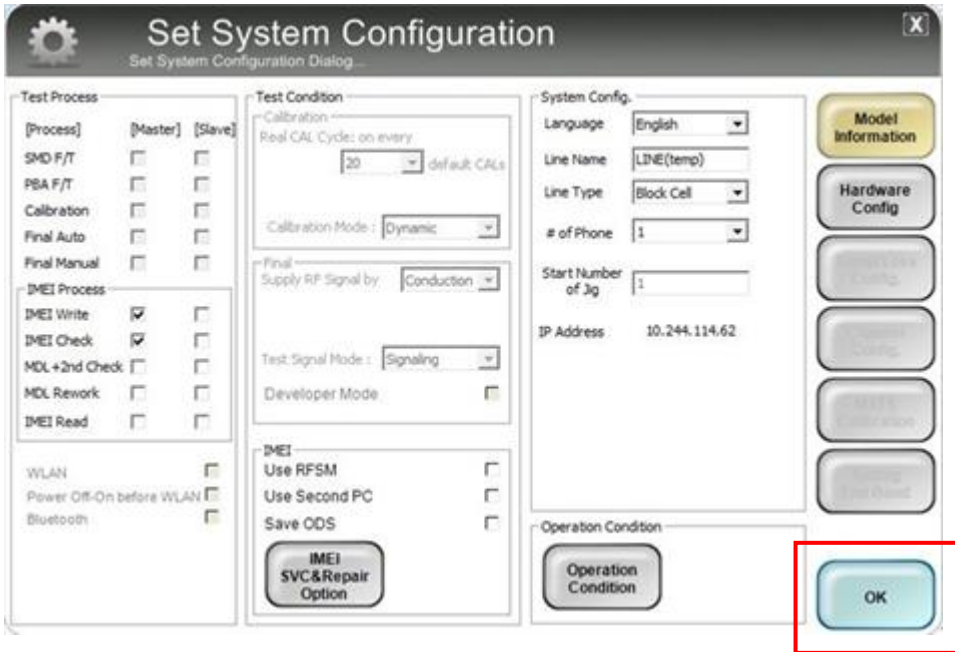 Set System Configuration
Set System Configuration Dialog...
X
Test Process
[Process] [Master] [Slave]
SMD F/T
PBA F/T
Calibration
Final Auto
Final Manual
IMEI Process
IMEI Write
IMEI Check
MDL+2nd Check
MDL Rework
IMEI Read
WLAN
Power Off-On before WLAN
Bluetooth
Test Condition
Calibration
Real CAL Cycle: on every
20 default CALs
Calibration Mode : Dynamic
Final
Supply RF Signal by Conduction
Test Signal Mode : Signaling
Developer Mode
IMEI
Use RFSM
Use Second PC
Save ODS
IMEI
SVC&Repair
Option
System Config.
Language English
Line Name LINE(temp)
Line Type Block Cell
# of Phone 1
Start Number
of Jig 1
IP Address 10.244.114.62
Operation Condition
Operation
Condition
Model
Information
Hardware
Config
Config.
Config.
OK